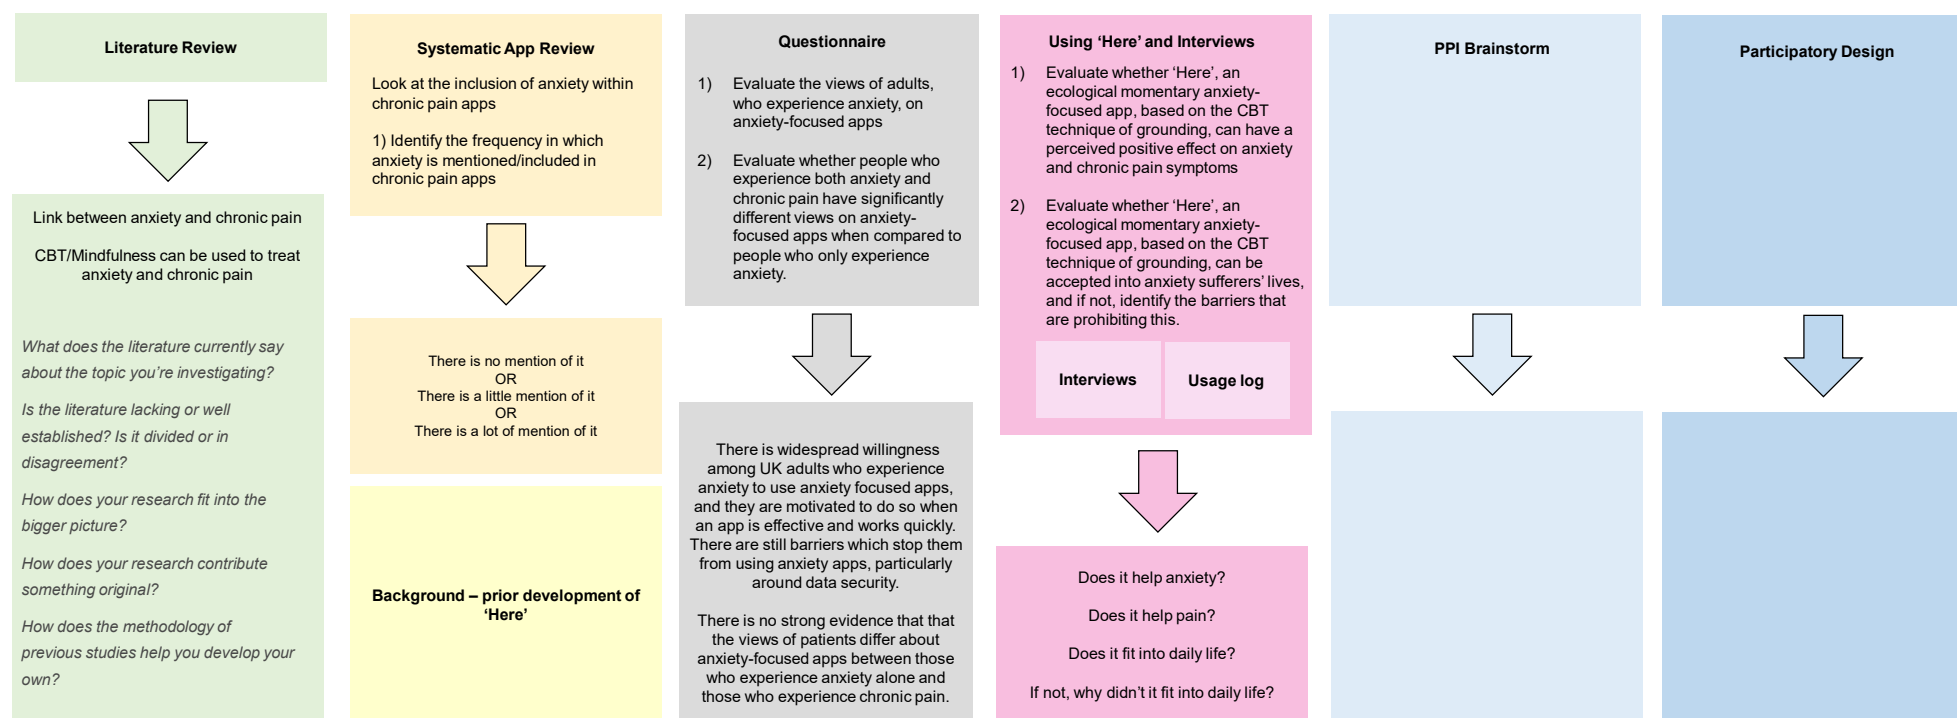 Literature Review
Link between anxiety and chronic pain
CBT/Mindfulness can be used to treat
anxiety and chronic pain
What does the literature currently say
about the topic you're investigating?
Is the literature lacking or well
established? Is it divided or in
disagreement?
How does your research fit into the
bigger picture?
How does your research contribute
something original?
How does the methodology of
previous studies help you develop your
own?
Systematic App Review
Look at the inclusion of anxiety within
chronic pain apps
1) Identify the frequency in which
anxiety is mentioned/included in
chronic pain apps
There is no mention of it
OR
There is a little mention of it
OR
There is a lot of mention of it
Background – prior development of
‘Here’
Questionnaire
1) Evaluate the views of adults,
who experience anxiety, on
anxiety-focused apps
2) Evaluate whether people who
experience both anxiety and
chronic pain have significantly
different views on anxiety-
focused apps when compared to
people who only experience
anxiety.
There is widespread willingness
among UK adults who experience
anxiety to use anxiety focused apps,
and they are motivated to do so when
an app is effective and works quickly.
There are still barriers which stop them
from using anxiety apps, particularly
around data security.
There is no strong evidence that that
the views of patients differ about
anxiety-focused apps between those
who experience anxiety alone and
those who experience chronic pain.
Using ‘Here’ and Interviews
1) Evaluate whether ‘Here’, an
ecological momentary anxiety-
focused app, based on the CBT
technique of grounding, can have a
perceived positive effect on anxiety
and chronic pain symptoms
2) Evaluate whether ‘Here’, an
ecological momentary anxiety-
focused app, based on the CBT
technique of grounding, can be
accepted into anxiety sufferers’ lives,
and if not, identify the barriers that
are prohibiting this.
Interviews
Usage log
Does it help anxiety?
Does it help pain?
Does it fit into daily life?
If not, why didn’t it fit into daily life?
PPI Brainstorm
Participatory Design